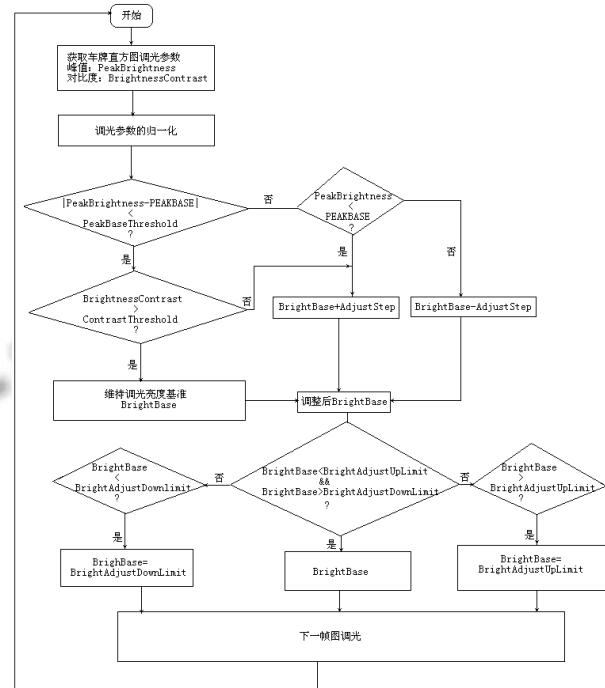 开始
获取车牌直方图调光参数
峰值: PeakBrightness
对比度: BrightnessContrast
调光参数的归一化
|PeakBrightness-PEAKBASE|
<
PeakBaseThreshold
?
否
PeakBrightness
<
PEAKBASE
?
是
是
否
BrightnessContrast
>
ContrastThreshold
?
否
BrightBase+AdjustStep
BrightBase-AdjustStep
是
维持调光亮度基准
BrightBase
调整后BrightBase
BrightBase
<
BrightAdjustDownlimit
?
否
BrightBase<BrightAdjustUpLimit
&&
BrightBase>BrightAdjustDownLimit
?
否
BrightBase
>
BrightAdjustUpLimit
?
是
是
是
BrighBase=
BrightAdjustDownLimit
BrightBase
BrightBase=
BrightAdjustUpLimit
下一帧图调光